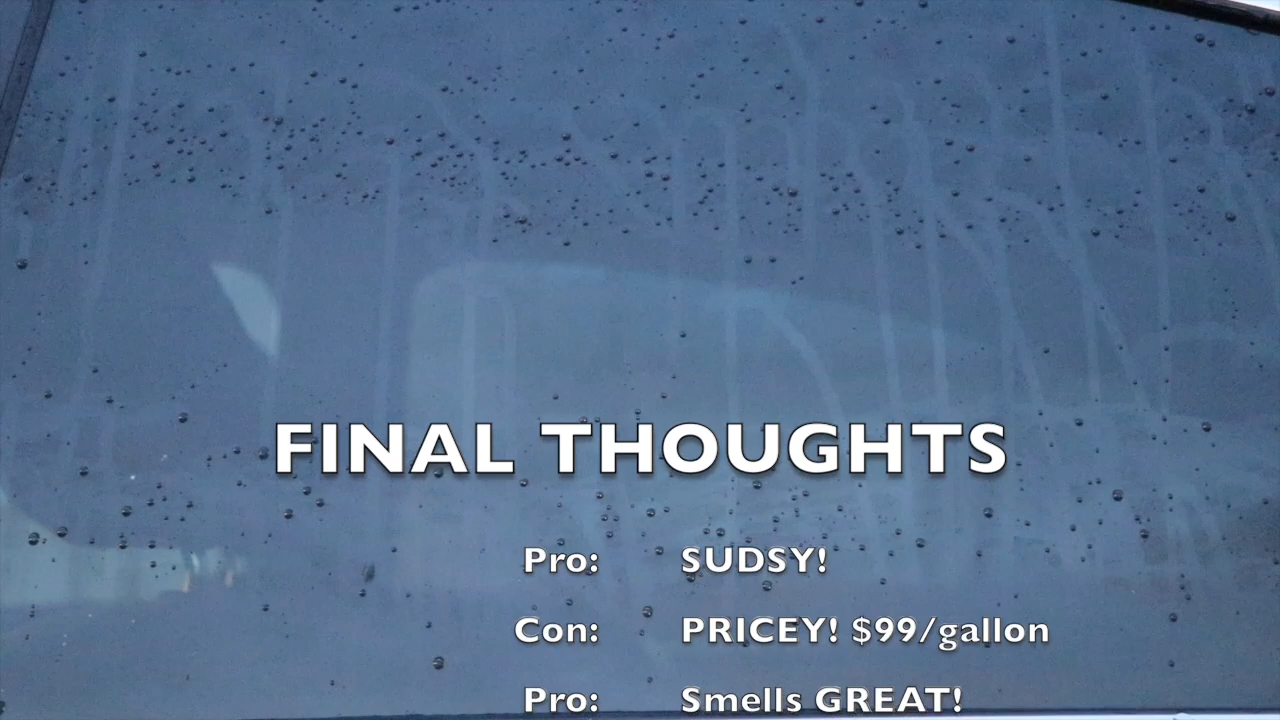 FINAL THOUGHTS
Pro: SUDSY!
Con: PRICEY! $99/gallon
Pro: Smells GREAT!